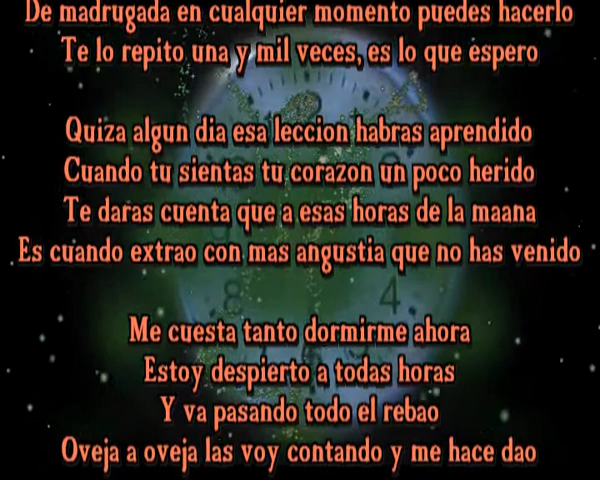 De madrugada en cualquier momento puedes hacerlo
Te lo repito una y mil veces, es lo que espero
Quiza algun dia esa leccion habras aprendido
Cuando tu sientas tu corazon un poco herido
Te daras cuenta que a esas horas de la maana
Es cuando extrao con mas angustia que no has venido
8
4
Me cuesta tanto dormirme ahora
Estoy despierto a todas horas
Y va pasando todo el rebao
Oveja a oveja las voy contando y me hace dao